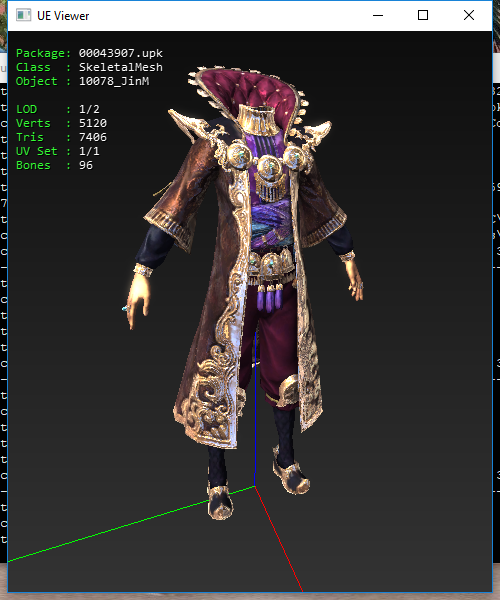 UE Viewer
Package: 00043907.upk
Class : SkeletalMesh
Object : 10078_JinM
LOD : 1/2
Verts : 5120
Tris : 7406
UV Set : 1/1
Bones : 96